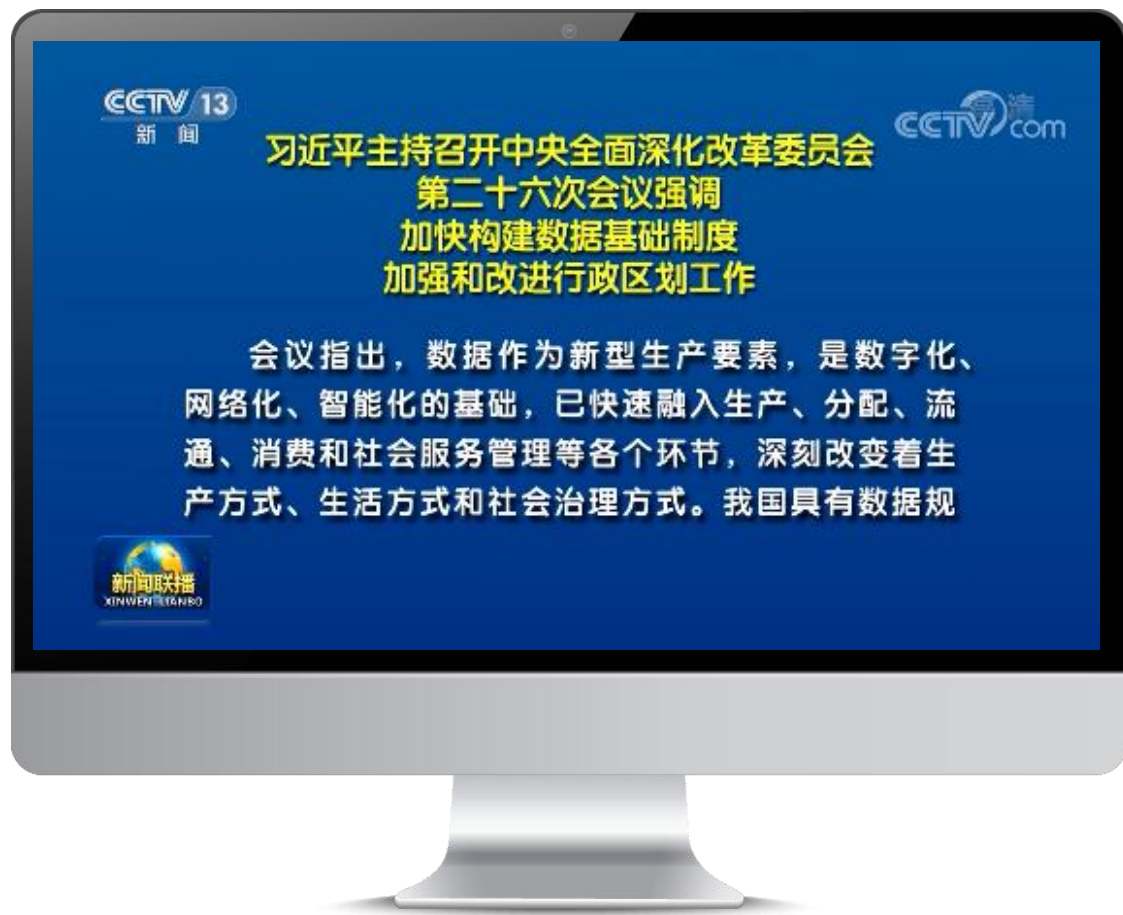 CCTV 13
新闻
高清
CCTV com
习近平主持召开中央全面深化改革委员会
第二十六次会议强调
加快构建数据基础制度
加强和改进行政区划工作
会议指出，数据作为新型生产要素，是数字化、
网络化、智能化的基础，已快速融入生产、分配、流
通、消费和社会服务管理等各个环节，深刻改变着生
产方式、生活方式和社会治理方式。我国具有数据规
新闻联播
XINWEN LIANBO